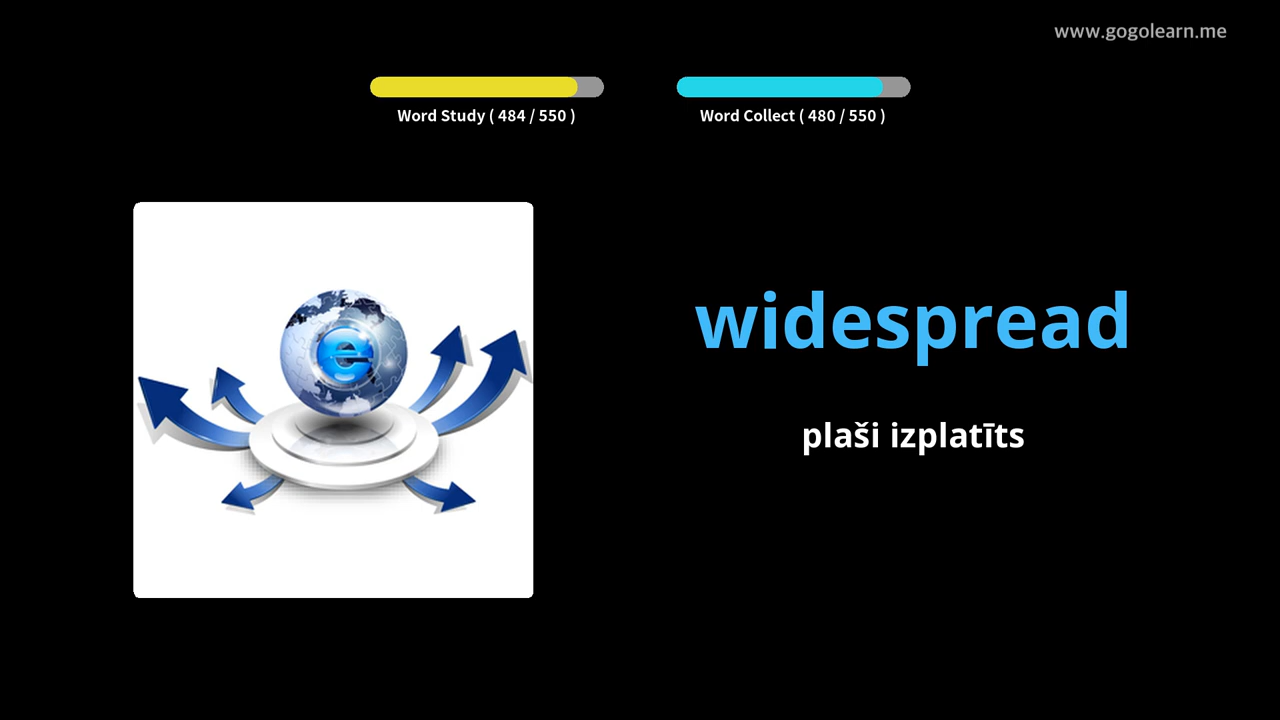 www.gogolearn.me
Word Study ( 484 / 550 )
Word Collect ( 480 / 550 )
e
widespread
plaši izplatīts